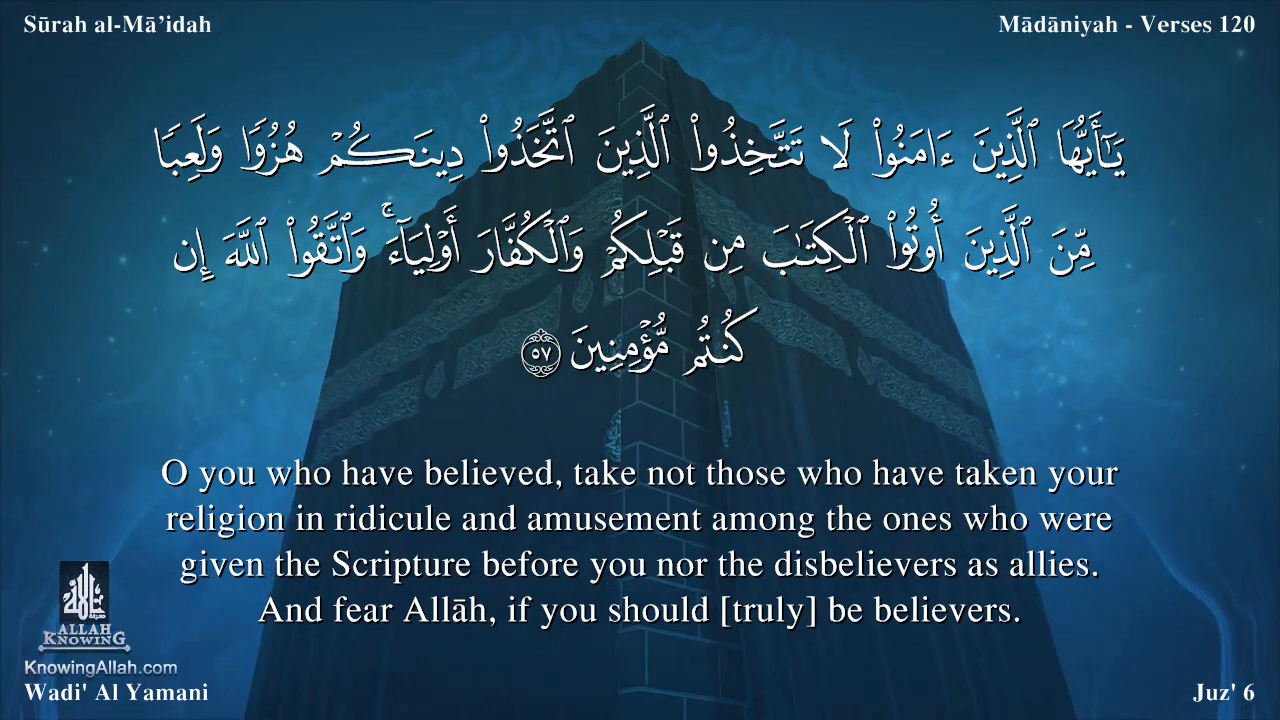 Sūrah al-Mā’idah
Mādāniyah - Verses 120
يَـٰٓأَيُّهَا ٱلَّذِينَ ءَامَنُوا۟ لَا تَتَّخِذُوا۟ ٱلَّذِينَ ٱتَّخَذُوا۟ دِينَكُمْ هُزُوًا وَلَعِبًا
مِّنَ ٱلَّذِينَ أُوتُوا۟ ٱلْكِتَـٰبَ مِن قَبْلِكُمْ وَٱلْكُفَّارَ أَوْلِيَآءَ ۚ وَٱتَّقُوا۟ ٱللَّهَ إِن
كُنتُم مُّؤْمِنِينَ ٥٧
O you who have believed, take not those who have taken your
religion in ridicule and amusement among the ones who were
given the Scripture before you nor the disbelievers as allies.
And fear Allāh, if you should [truly] be believers.
ALLAH
KNOWING
KnowingAllah.com
Wadi' Al Yamani
Juz' 6